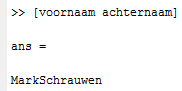 >> [voornaam achternaam]
ans =
MarkSchrauwen